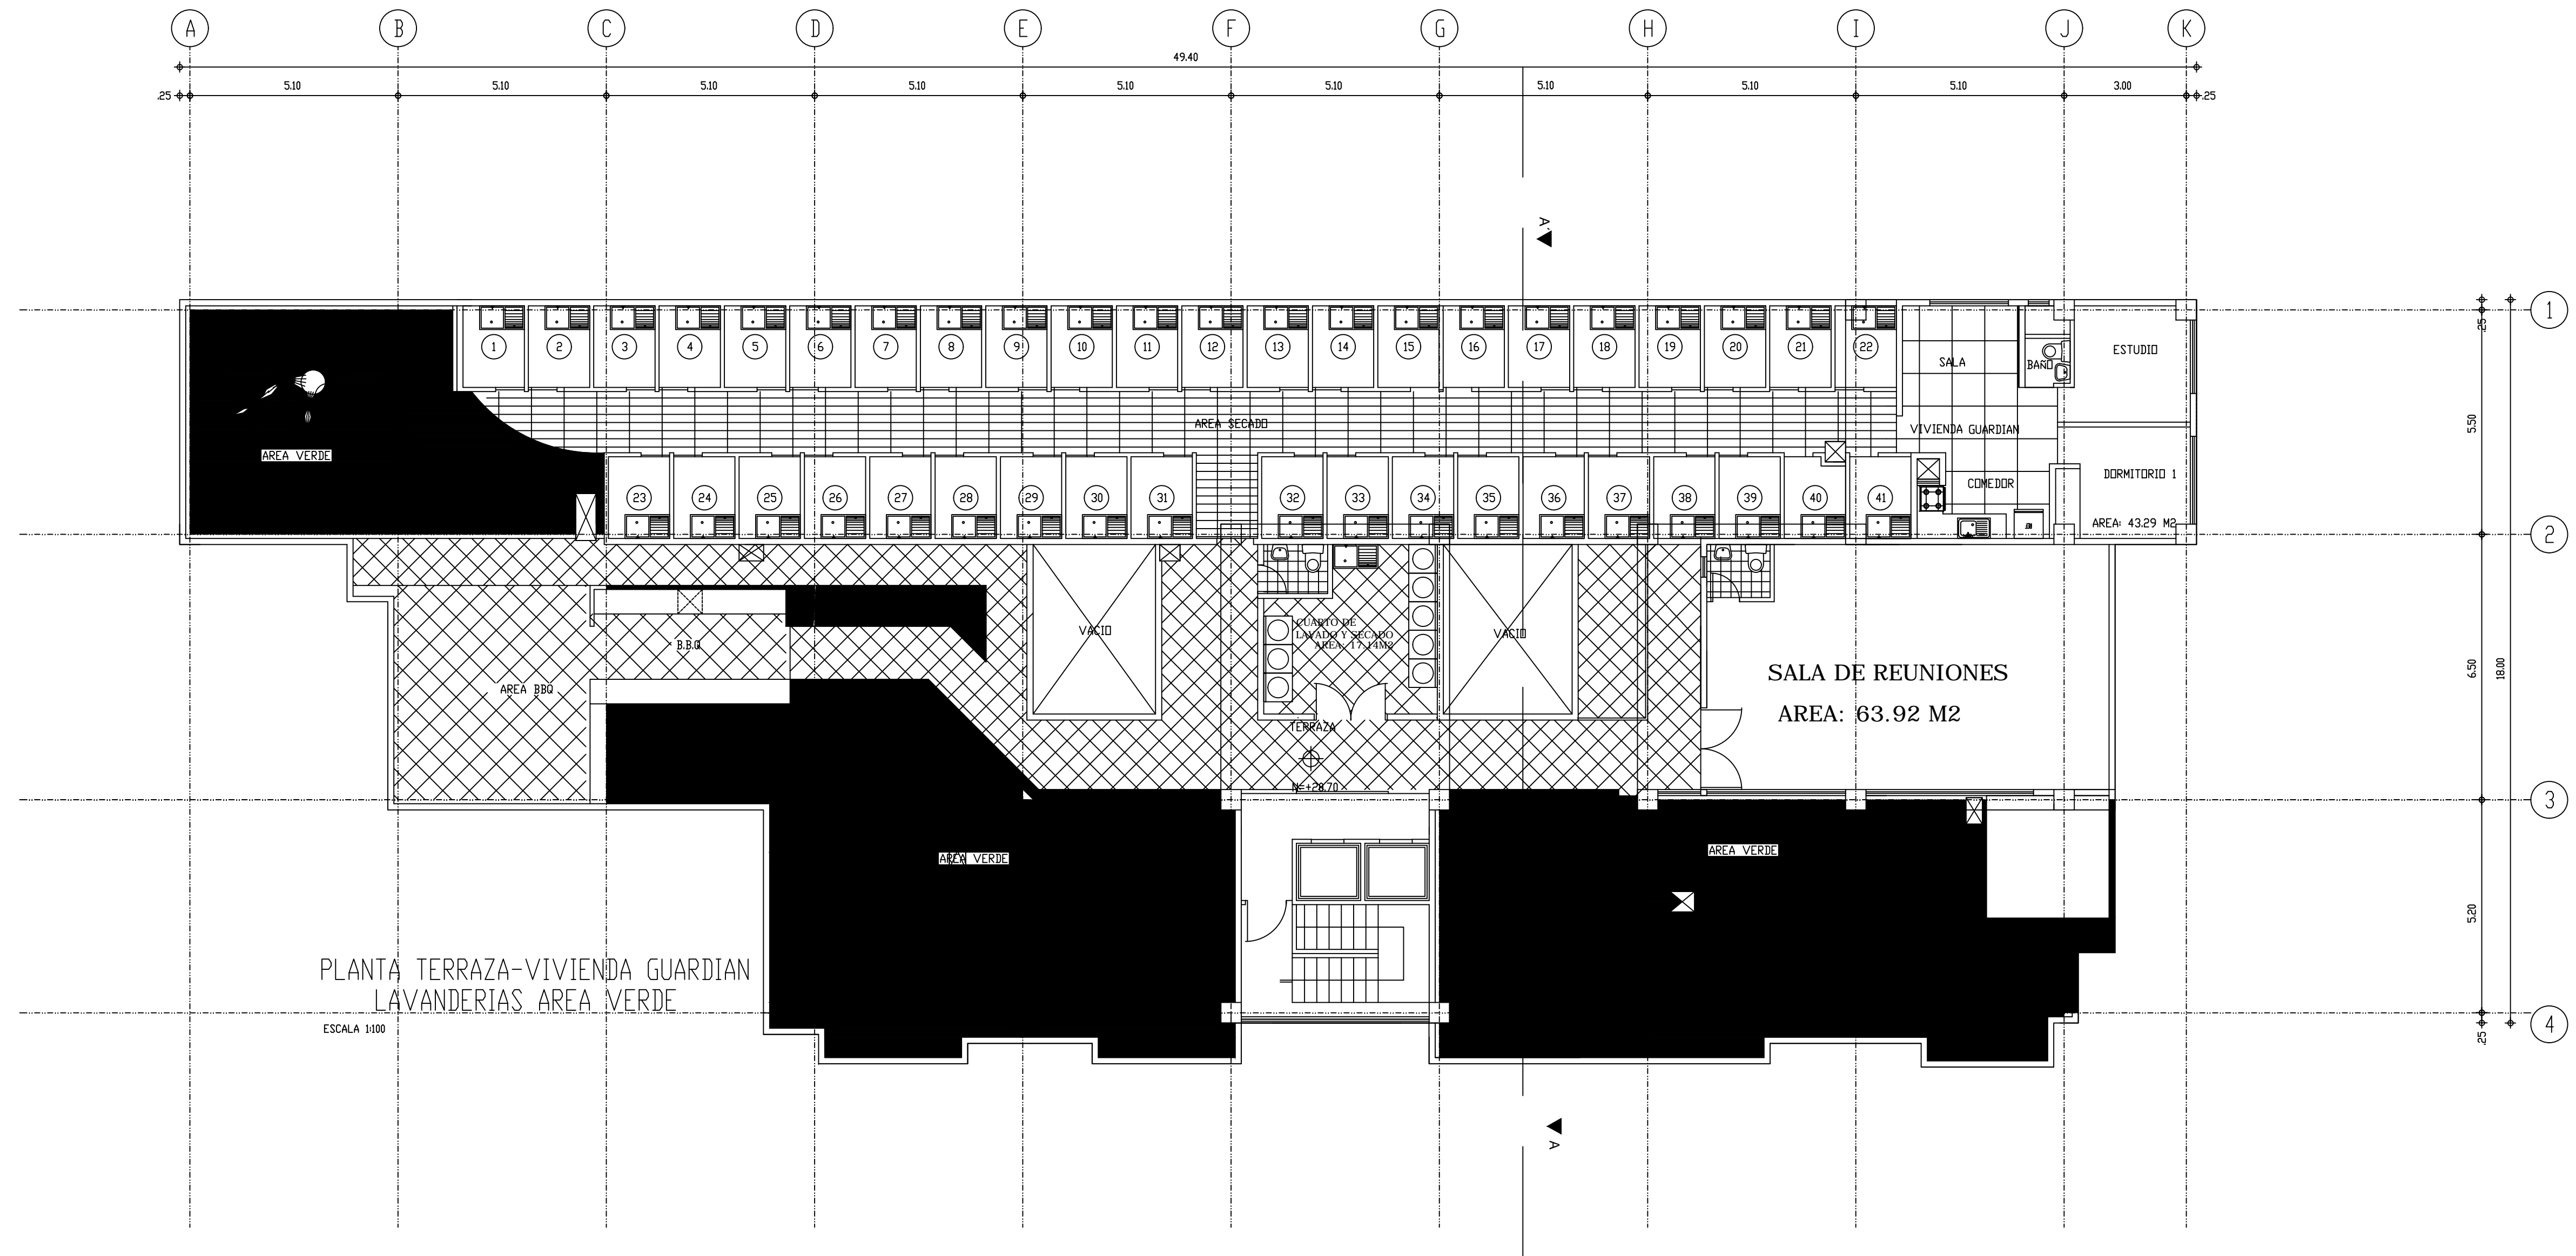 A B C D E F G H I J K
49.40
.25 5.10 5.10 5.10 5.10 5.10 5.10 5.10 5.10 5.10 3.00 .25
A'
1
1 2 3 4 5 6 7 8 9 10 11 12 13 14 15 16 17 18 19 20 21 22
.25
SALA
BAÑO
ESTUDIO
AREA SECADO
VIVIENDA GUARDIAN
5.50
AREA VERDE
DORMITORIO 1
COMEDOR
23 24 25 26 27 28 29 30 31 32 33 34 35 36 37 38 39 40 41
AREA: 43.29 M2
2
VACIO
CUARTO DE
LAVADO Y SECADO
AREA: 17.14M2
VACIO
B.B.Q
AREA BBQ
SALA DE REUNIONES
AREA: 63.92 M2
6.50
18.00
TERRAZA
N=+28.70
3
AREA VERDE
AREA VERDE
5.20
PLANTA TERRAZA-VIVIENDA GUARDIAN
LAVANDERIAS AREA VERDE
ESCALA 1:100
4
.25
A